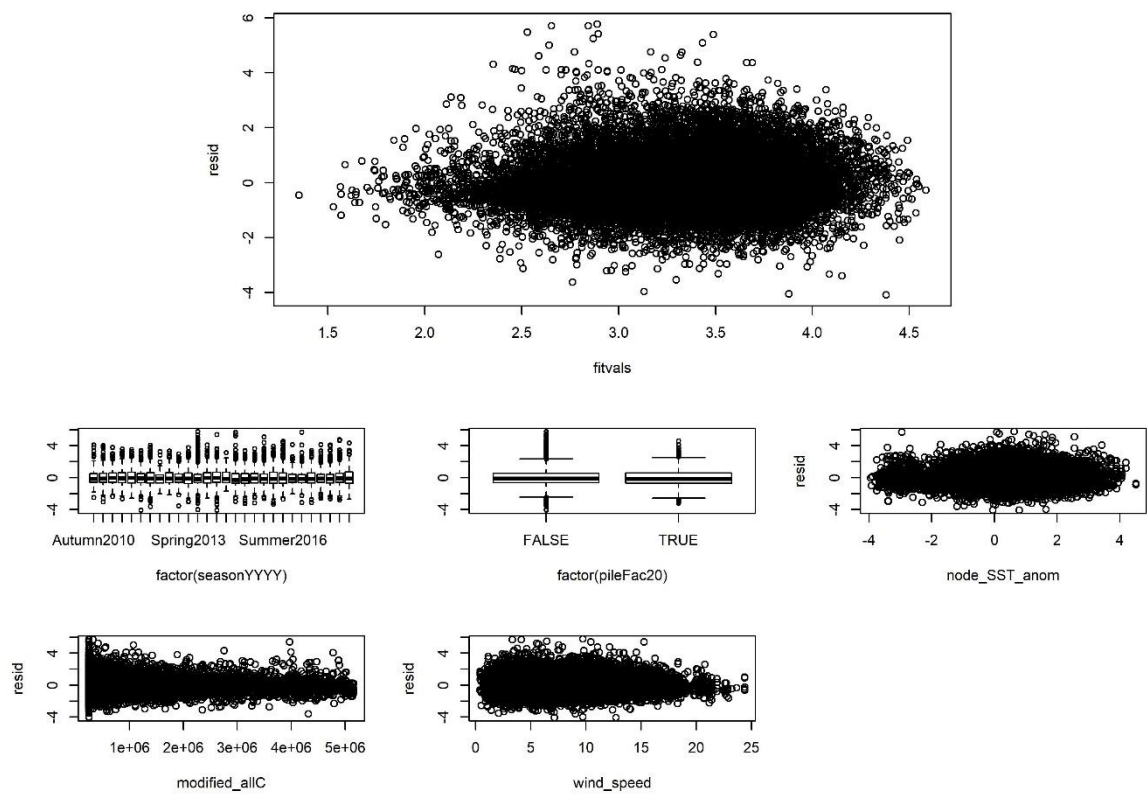 6
4
2
0
-2
-4
resid
1.5 2.0 2.5 3.0 3.5 4.0 4.5
fitvals
4
0
-4
Autumn2010 Spring2013 Summer2016
factor(seasonYYYY)
resid
4
0
-4
FALSE TRUE
factor(pileFac20)
resid
4
0
-4
-4 -2 0 2 4
node_SST_anom
resid
4
0
-4
1e+06 2e+06 3e+06 4e+06 5e+06
modified_allC
resid
4
0
-4
0 5 10 15 20 25
wind_speed